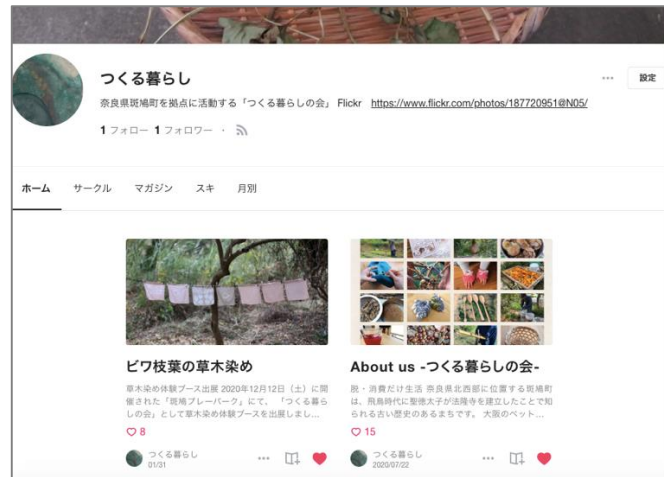 つくる暮らし
設定
奈良県斑鳩町を拠点に活動する「つくる暮らしの会」 Flickr https://www.flickr.com/photos/187720951@N05/
1 フォロー 1 フォロワー ・
ホーム サークル マガジン スキ 月別
ビワ枝葉の草木染め
草木染め体験ブース出展 2020年12月12日（土）に開
催された「斑鳩プレーパーク」にて、「つくる暮ら
しの会」として草木染め体験ブースを出展しまし...
8
つくる暮らし
01/31
About us -つくる暮らしの会-
脱・消費だけ生活 奈良県北西部に位置する斑鳩町
は、飛鳥時代に聖徳太子が法隆寺を建立したことで知
られる古い歴史のあるまちです。 大阪のベット...
15
つくる暮らし
2020/07/22